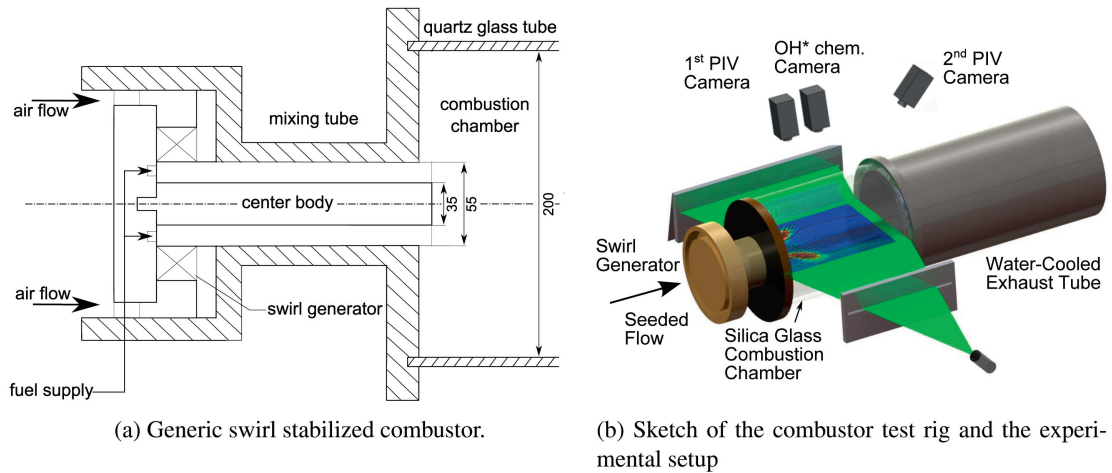 quartz glass tube
air flow
mixing tube
combustion
chamber
center body
35
55
200
air flow
swirl generator
fuel supply
(a) Generic swirl stabilized combustor.
1st PIV
Camera
OH* chem.
Camera
2nd PIV
Camera
Swirl
Generator
Seeded
Flow
Silica Glass
Combustion
Chamber
Water-Cooled
Exhaust Tube
(b) Sketch of the combustor test rig and the experi-
mental setup